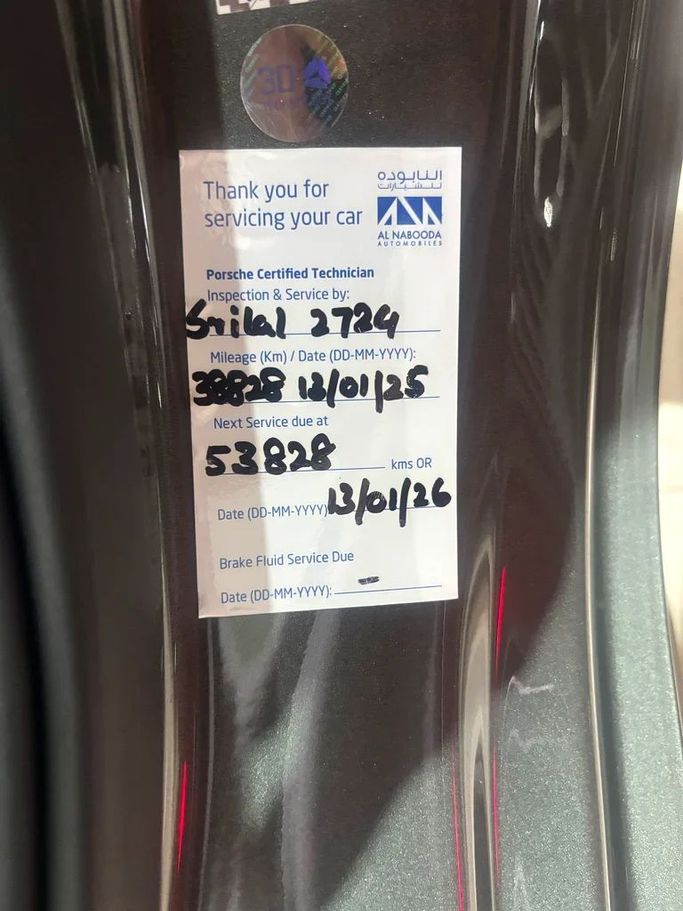 3D
Thank you for
servicing your car
النابوده
للسيارات
AL NABOODA
AUTOMOBILES
Porsche Certified Technician
Inspection & Service by:
Srilal 2724
Mileage (Km) / Date (DD-MM-YYYY):
38828 13/01/25
Next Service due at
53828 kms OR
Date (DD-MM-YYYY) 13/01/26
Brake Fluid Service Due
Date (DD-MM-YYYY): -